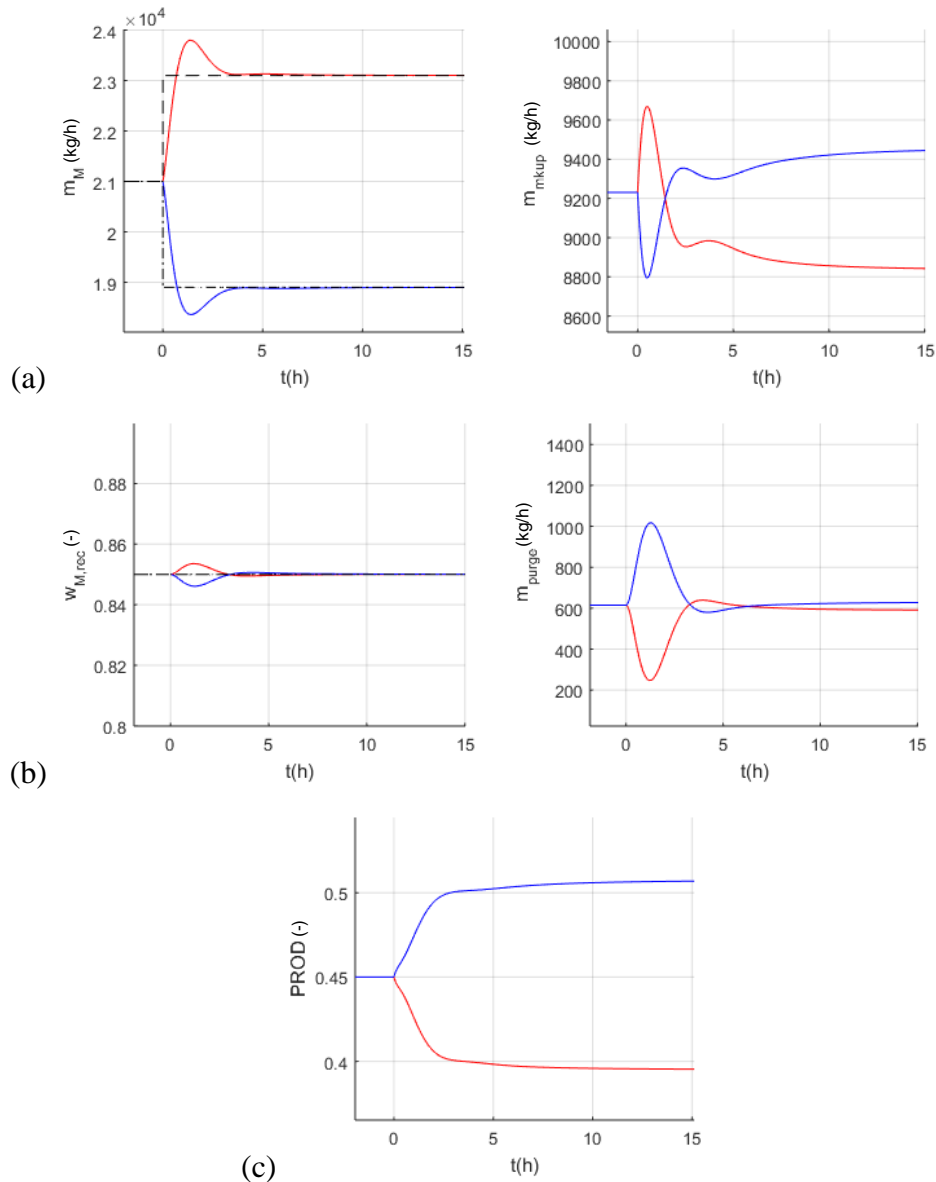 × 10⁴
2.4
2.3
2.2
2.1
2
1.9
m_M (kg/h)
0 5 10 15
t(h)
10000
9800
9600
9400
9200
9000
8800
8600
m_mkup (kg/h)
0 5 10 15
t(h)
(a)
0.88
0.86
0.84
0.82
0.8
w_M,rec (-)
0 5 10 15
t(h)
1400
1200
1000
800
600
400
200
m_purge (kg/h)
0 5 10 15
t(h)
(b)
0.5
0.45
0.4
PROD (-)
0 5 10 15
t(h)
(c)